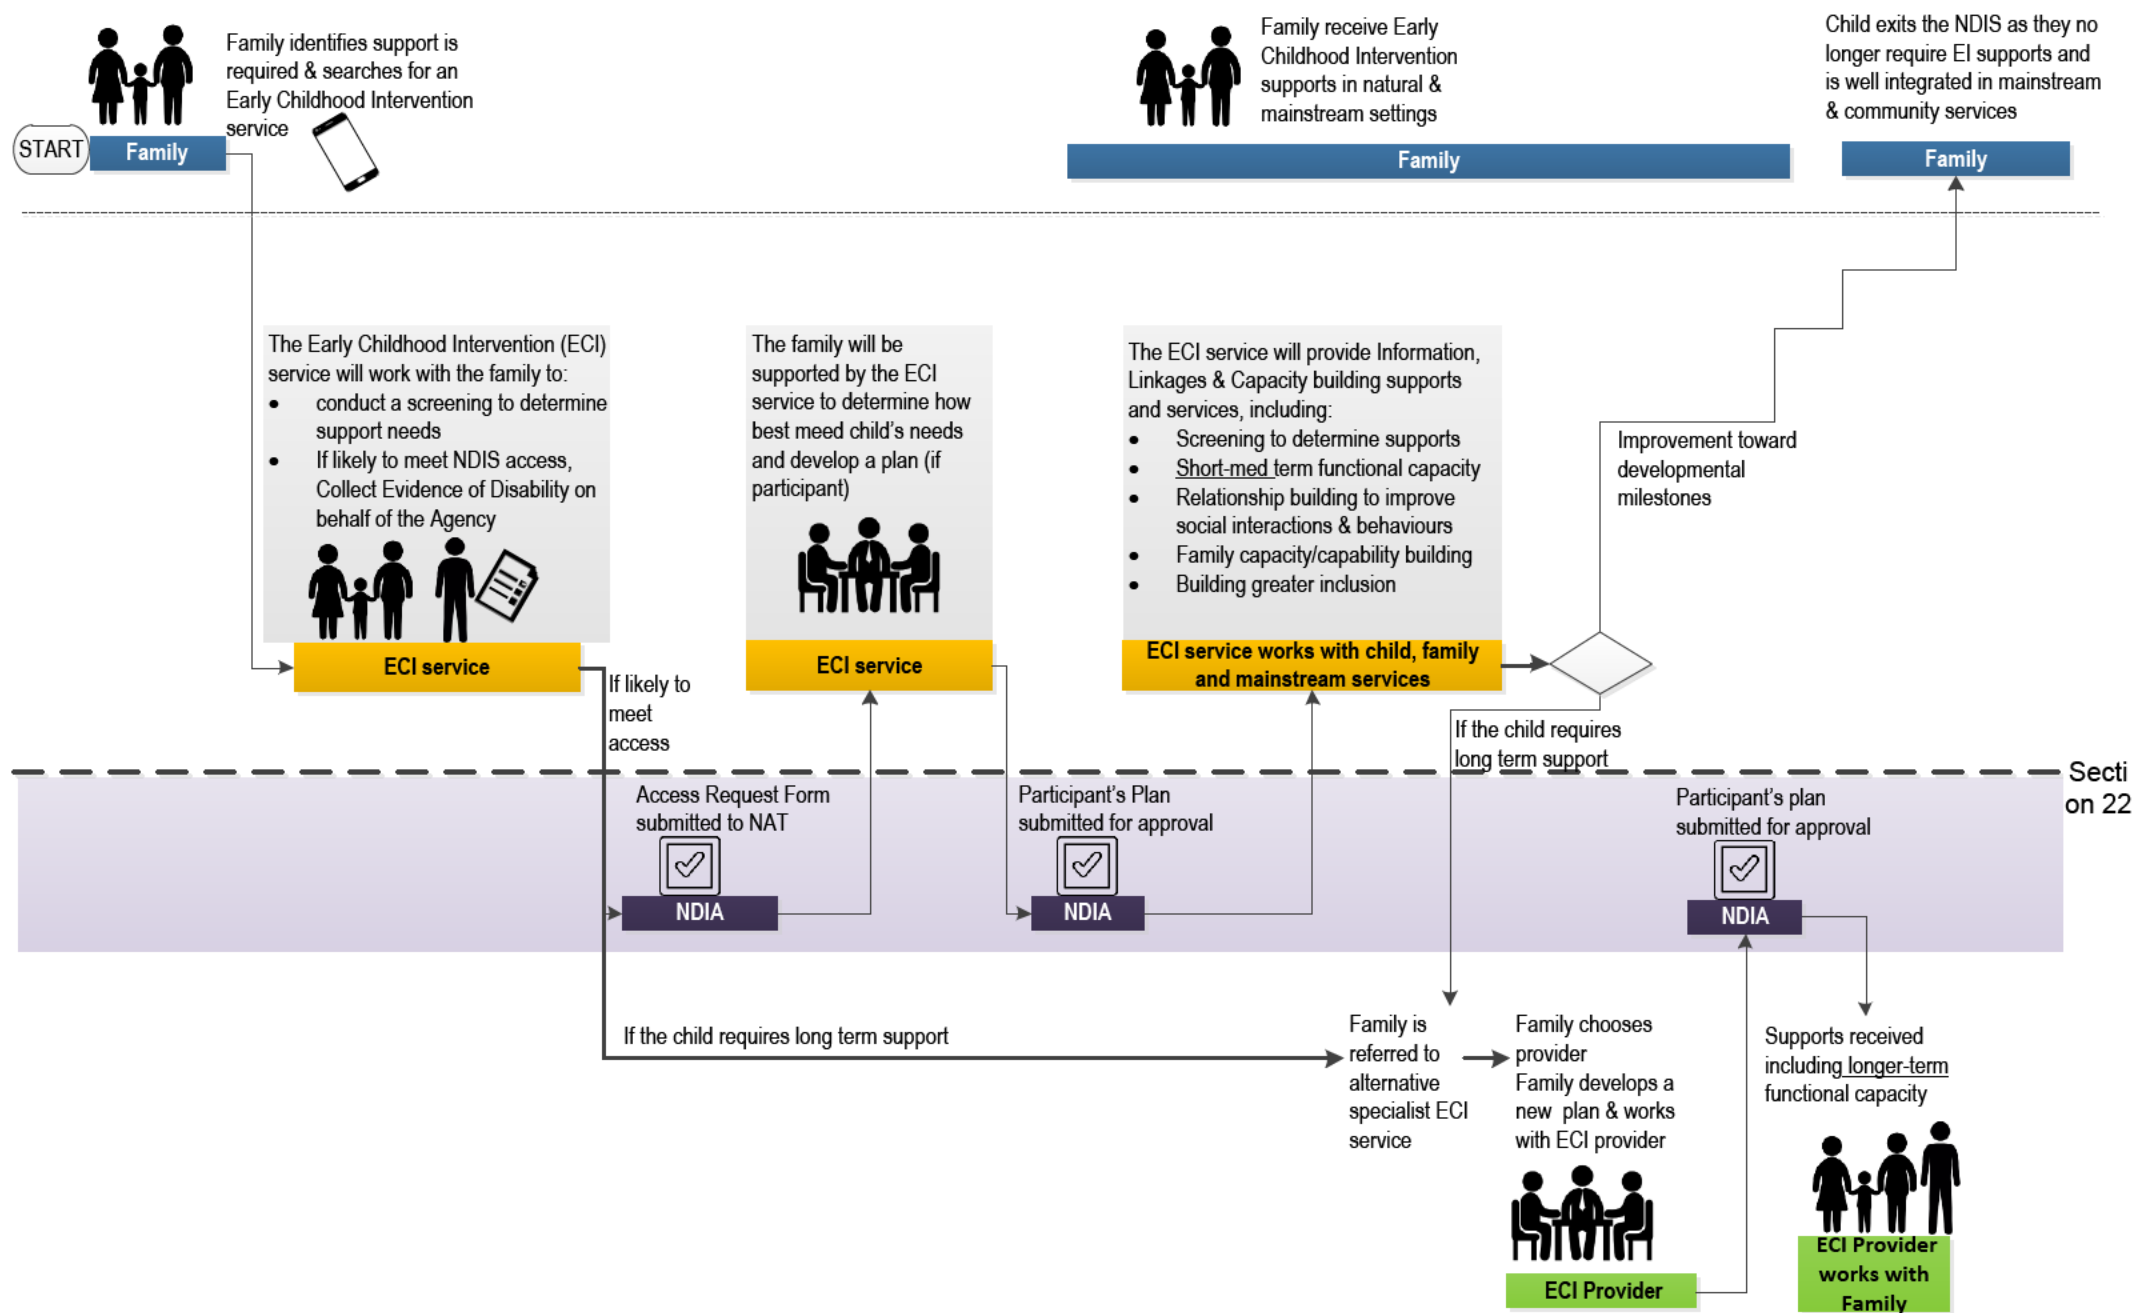 Family identifies support is
required & searches for an
Early Childhood Intervention
service
START
Family
Family receive Early
Childhood Intervention
supports in natural &
mainstream settings
Family
Child exits the NDIS as they no
longer require EI supports and
is well integrated in mainstream
& community services
Family
The Early Childhood Intervention (ECI)
service will work with the family to:
• conduct a screening to determine
support needs
• If likely to meet NDIS access,
Collect Evidence of Disability on
behalf of the Agency
ECI service
If likely to
meet
access
The family will be
supported by the ECI
service to determine how
best meed child's needs
and develop a plan (if
participant)
ECI service
The ECI service will provide Information,
Linkages & Capacity building supports
and services, including:
• Screening to determine supports
• Short-med term functional capacity
• Relationship building to improve
social interactions & behaviours
• Family capacity/capability building
• Building greater inclusion
ECI service works with child, family
and mainstream services
Improvement toward
developmental
milestones
If the child requires
long term support
Secti
on 22
Access Request Form
submitted to NAT
NDIA
Participant's Plan
submitted for approval
NDIA
Participant's plan
submitted for approval
NDIA
If the child requires long term support
Family is
referred to
alternative
specialist ECI
service
Family chooses
provider
Family develops a
new plan & works
with ECI provider
ECI Provider
Supports received
including longer-term
functional capacity
ECI Provider
works with
Family